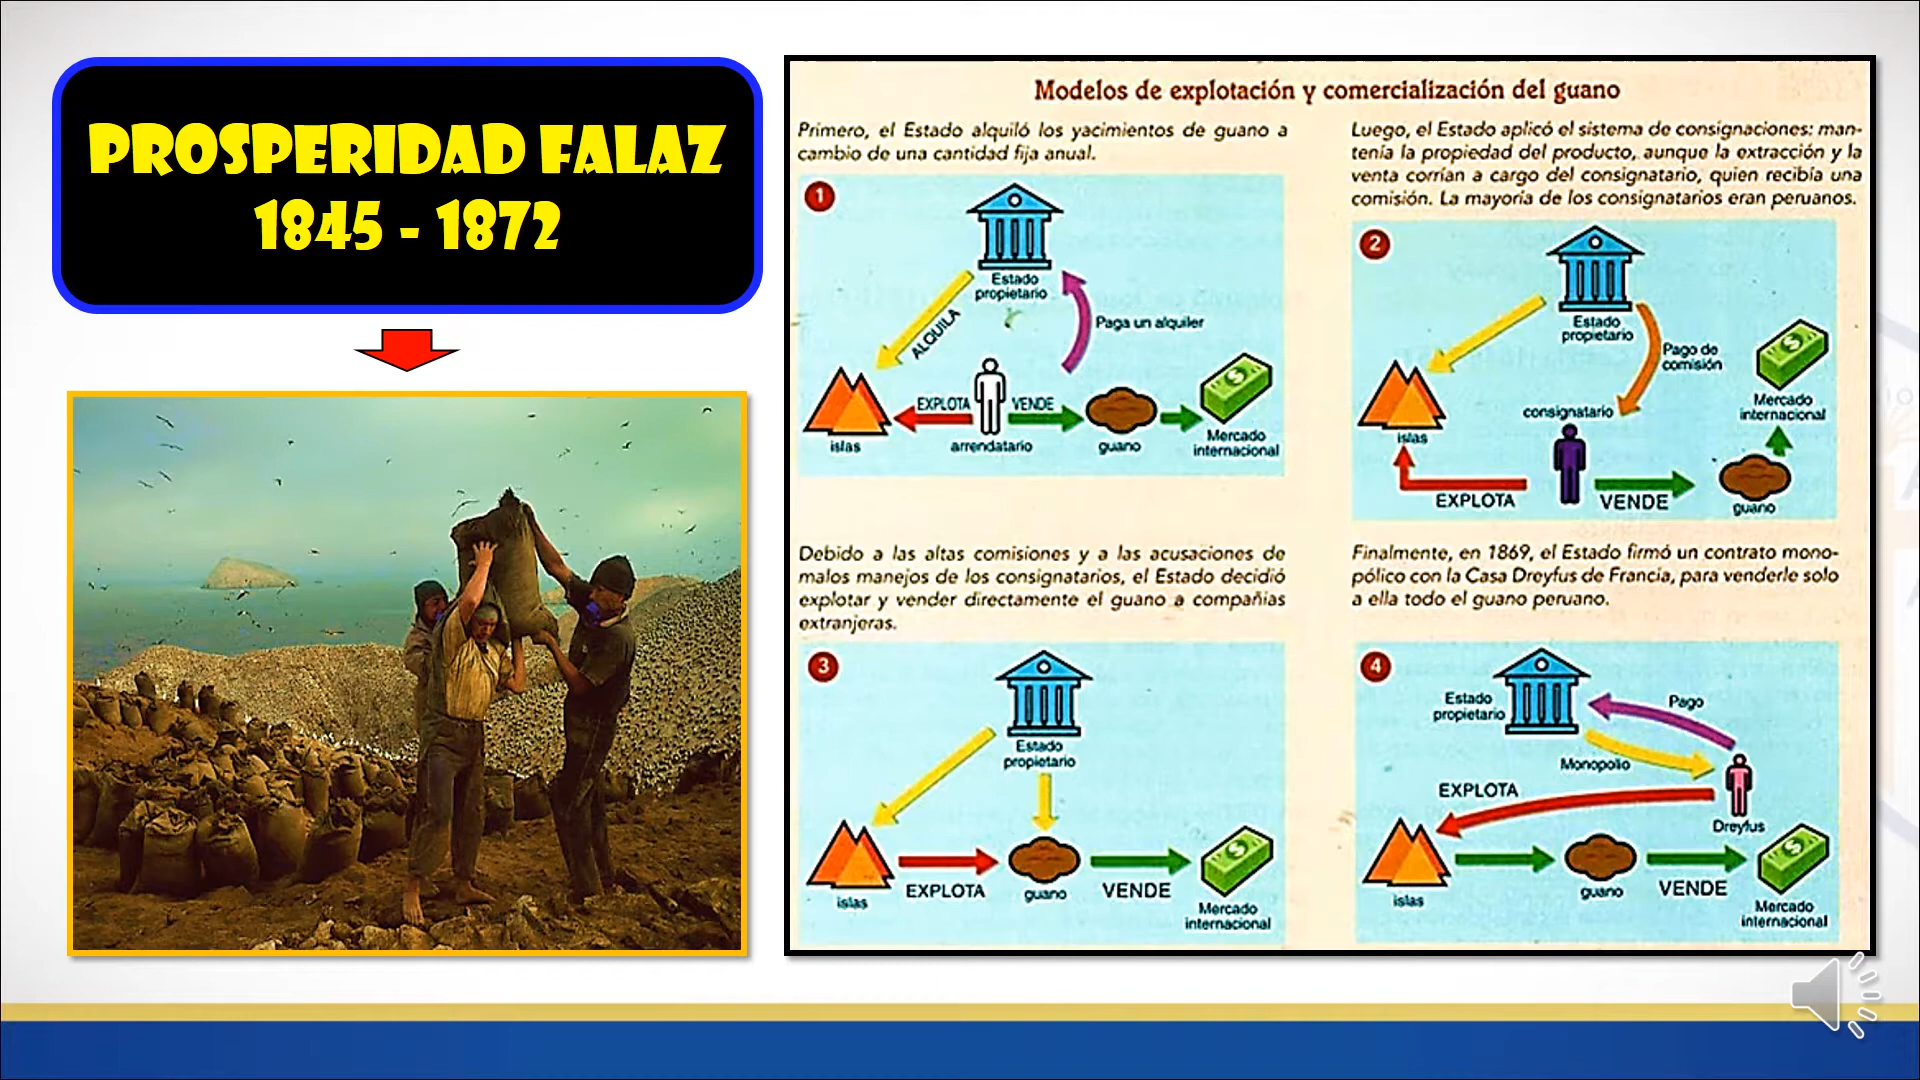 PROSPERIDAD FALAZ
1845 - 1872
Modelos de explotación y comercialización del guano
Primero, el Estado alquiló los yacimientos de guano a
cambio de una cantidad fija anual.
1
Estado
propietario
ALQUILA
Paga un alquiler
EXPLOTA
VENDE
islas
arrendatario
guano
Mercado
internacional
Luego, el Estado aplicó el sistema de consignaciones: man-
tenía la propiedad del producto, aunque la extracción y la
venta corrían a cargo del consignatario, quien recibía una
comisión. La mayoría de los consignatarios eran peruanos.
2
Estado
propietario
Pago de
comisión
Mercado
internacional
consignatario
islas
EXPLOTA
VENDE
guano
Debido a las altas comisiones y a las acusaciones de
malos manejos de los consignatarios, el Estado decidió
explotar y vender directamente el guano a compañías
extranjeras.
3
Estado
propietario
islas
EXPLOTA
guano
VENDE
Mercado
internacional
Finalmente, en 1869, el Estado firmó un contrato mono-
pólico con la Casa Dreyfus de Francia, para venderle solo
a ella todo el guano peruano.
4
Estado
propietario
Pago
Monopolio
EXPLOTA
Dreyfus
islas
guano
VENDE
Mercado
internacional